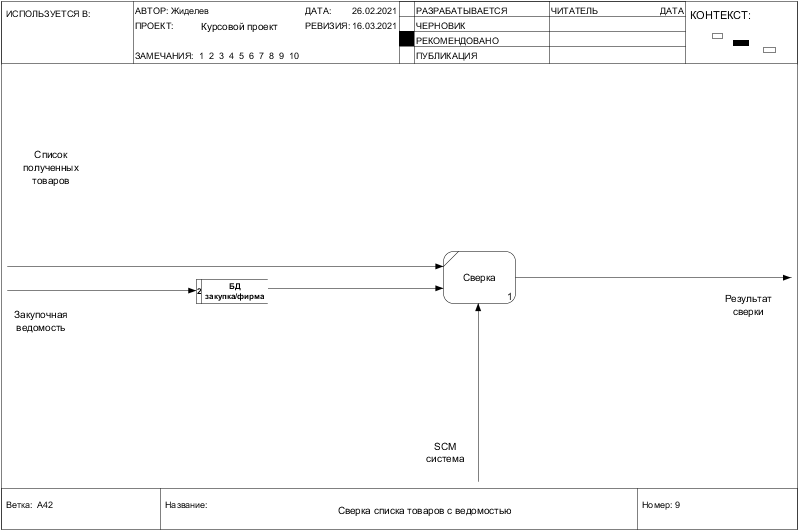 ИСПОЛЬЗУЕТСЯ В:
АВТОР: Жиделев
ДАТА: 26.02.2021
ПРОЕКТ: Курсовой проект
РЕВИЗИЯ: 16.03.2021
ЗАМЕЧАНИЯ: 1 2 3 4 5 6 7 8 9 10
РАЗРАБАТЫВАЕТСЯ
ЧЕРНОВИК
РЕКОМЕНДОВАНО
ПУБЛИКАЦИЯ
ЧИТАТЕЛЬ ДАТА
КОНТЕКСТ:
Список
полученных
товаров
Сверка
1
2
БД
закупка/фирма
Закупочная
ведомость
Результат
сверки
SCM
система
Ветка: A42
Название:
Сверка списка товаров с ведомостью
Номер: 9